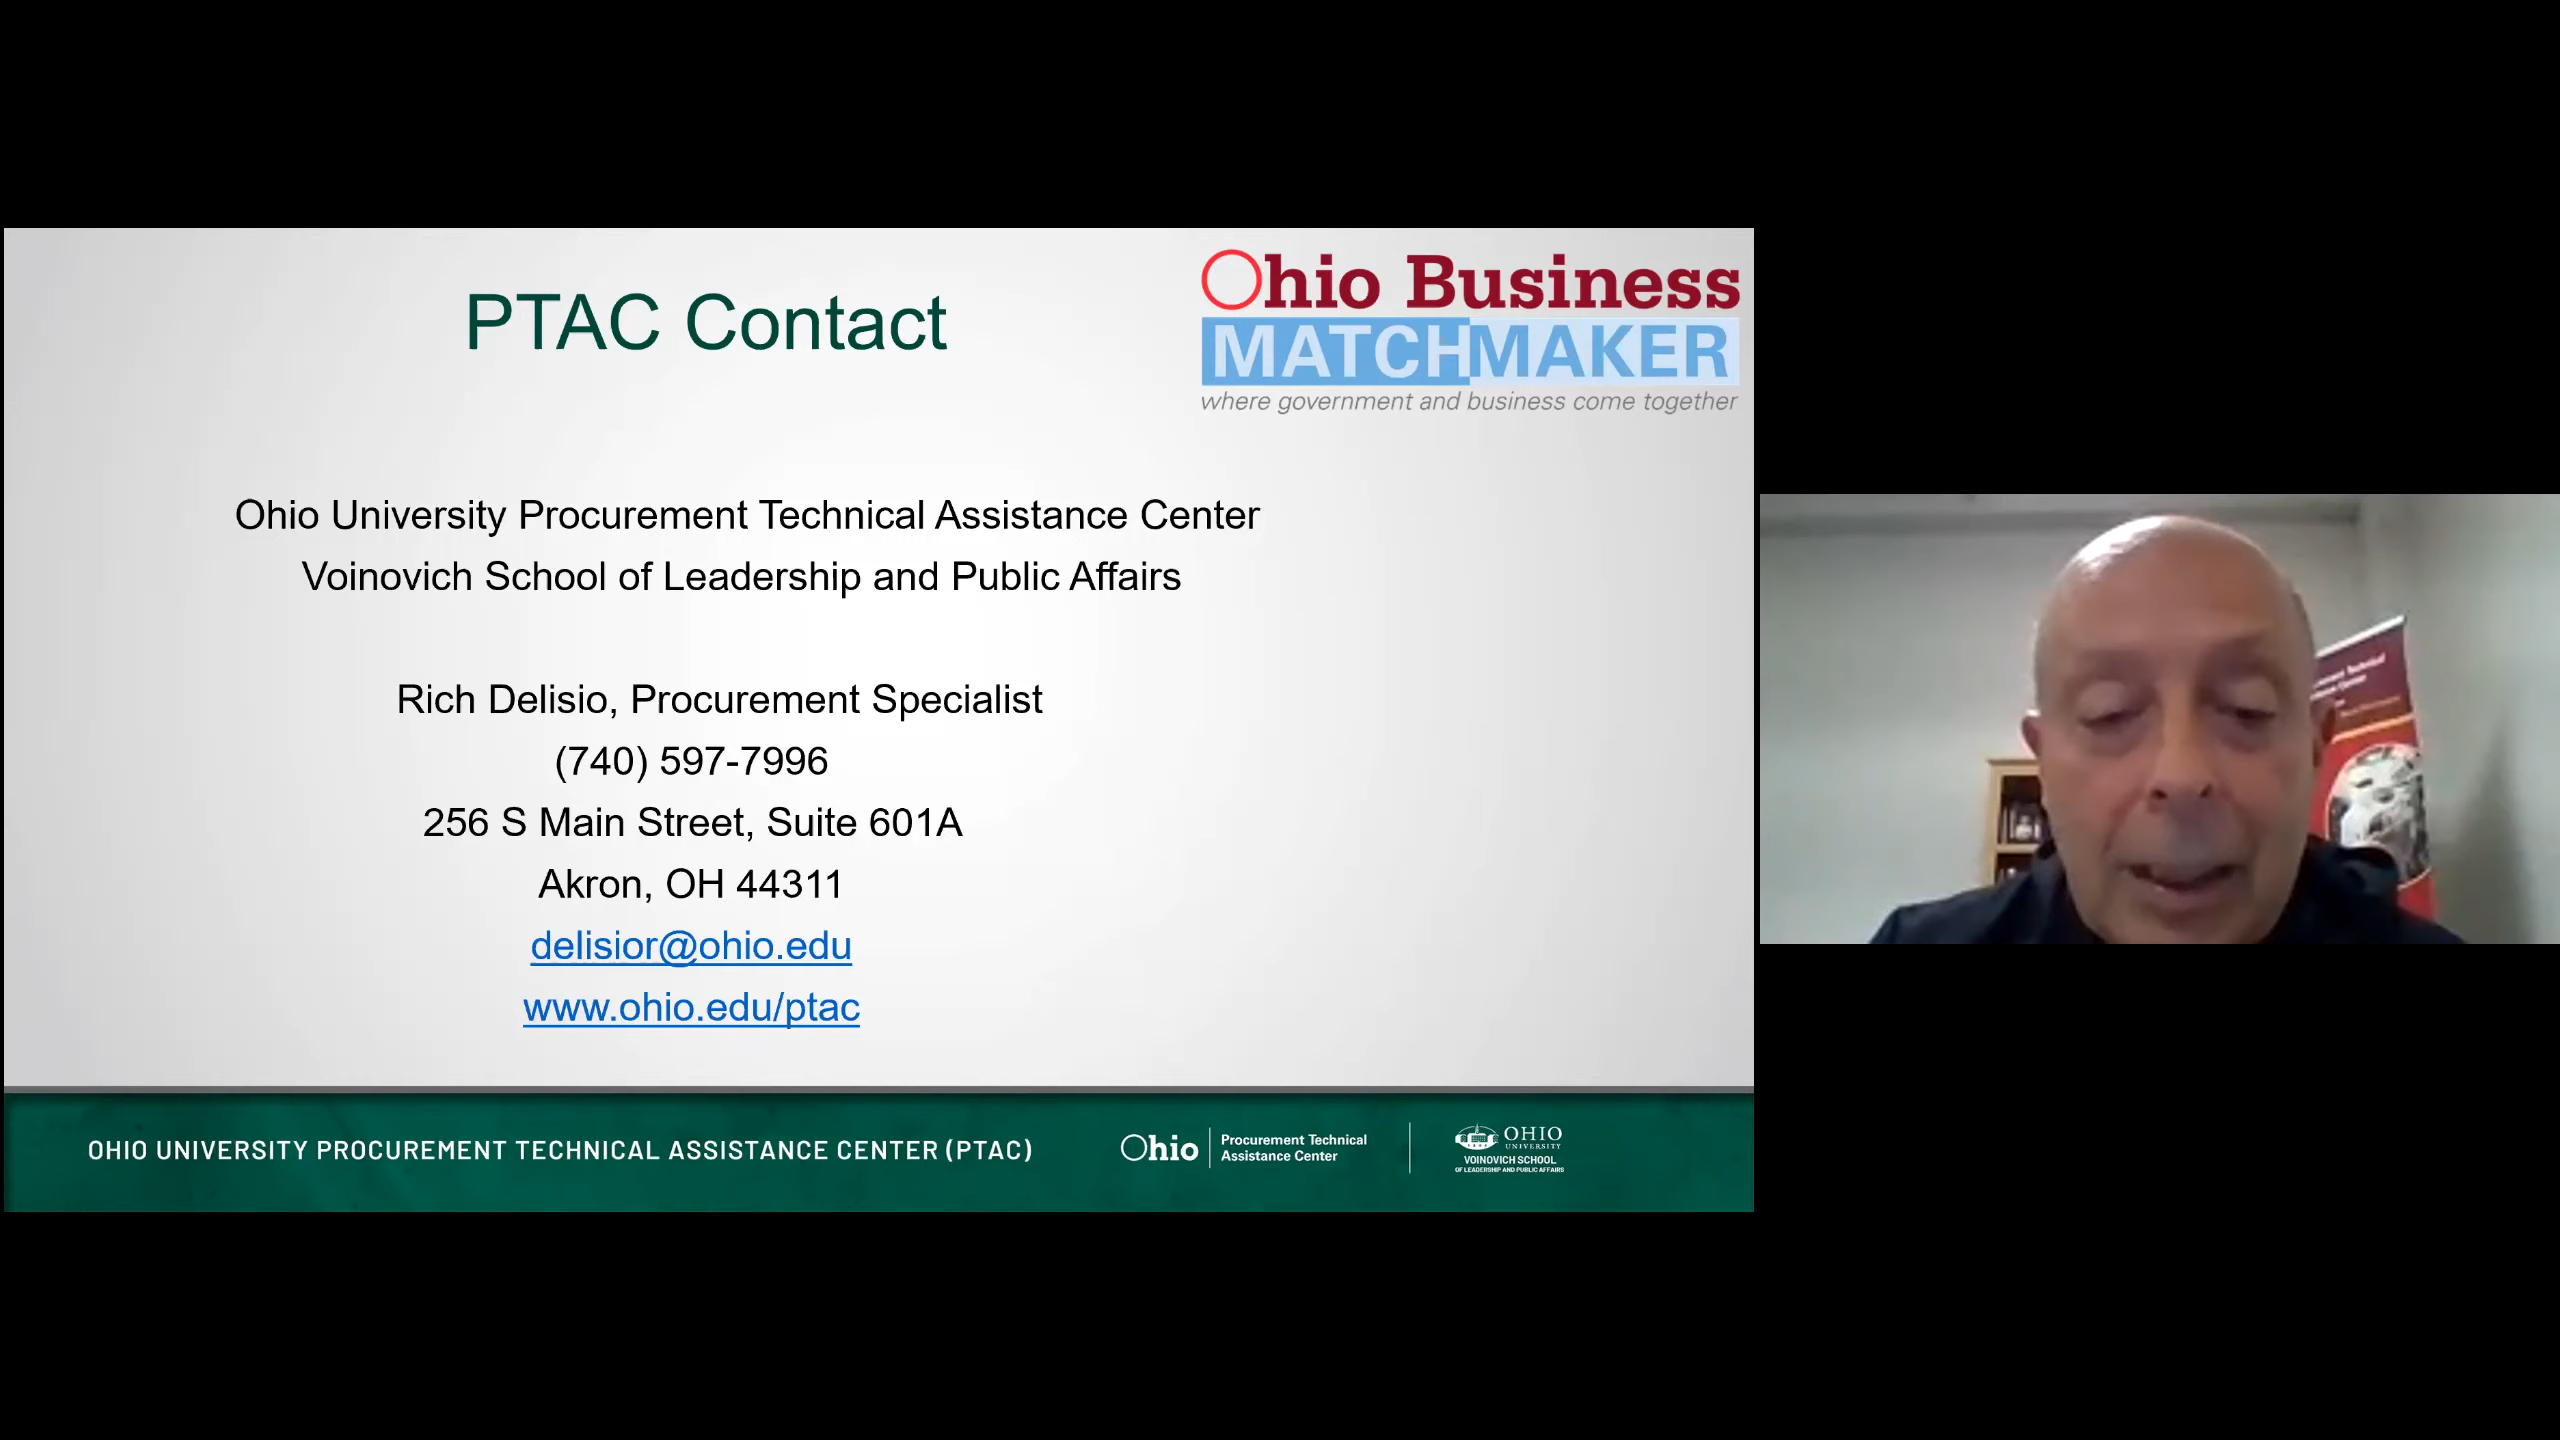 PTAC Contact
Ohio Business
MATCHMAKER
where government and business come together
Ohio University Procurement Technical Assistance Center
Voinovich School of Leadership and Public Affairs
Rich Delisio, Procurement Specialist
(740) 597-7996
256 S Main Street, Suite 601A
Akron, OH 44311
delisior@ohio.edu
www.ohio.edu/ptac
OHIO UNIVERSITY PROCUREMENT TECHNICAL ASSISTANCE CENTER (PTAC)
Ohio
Procurement Technical
Assistance Center
OHIO
UNIVERSITY
VOINOVICH SCHOOL
OF LEADERSHIP AND PUBLIC AFFAIRS
Technical